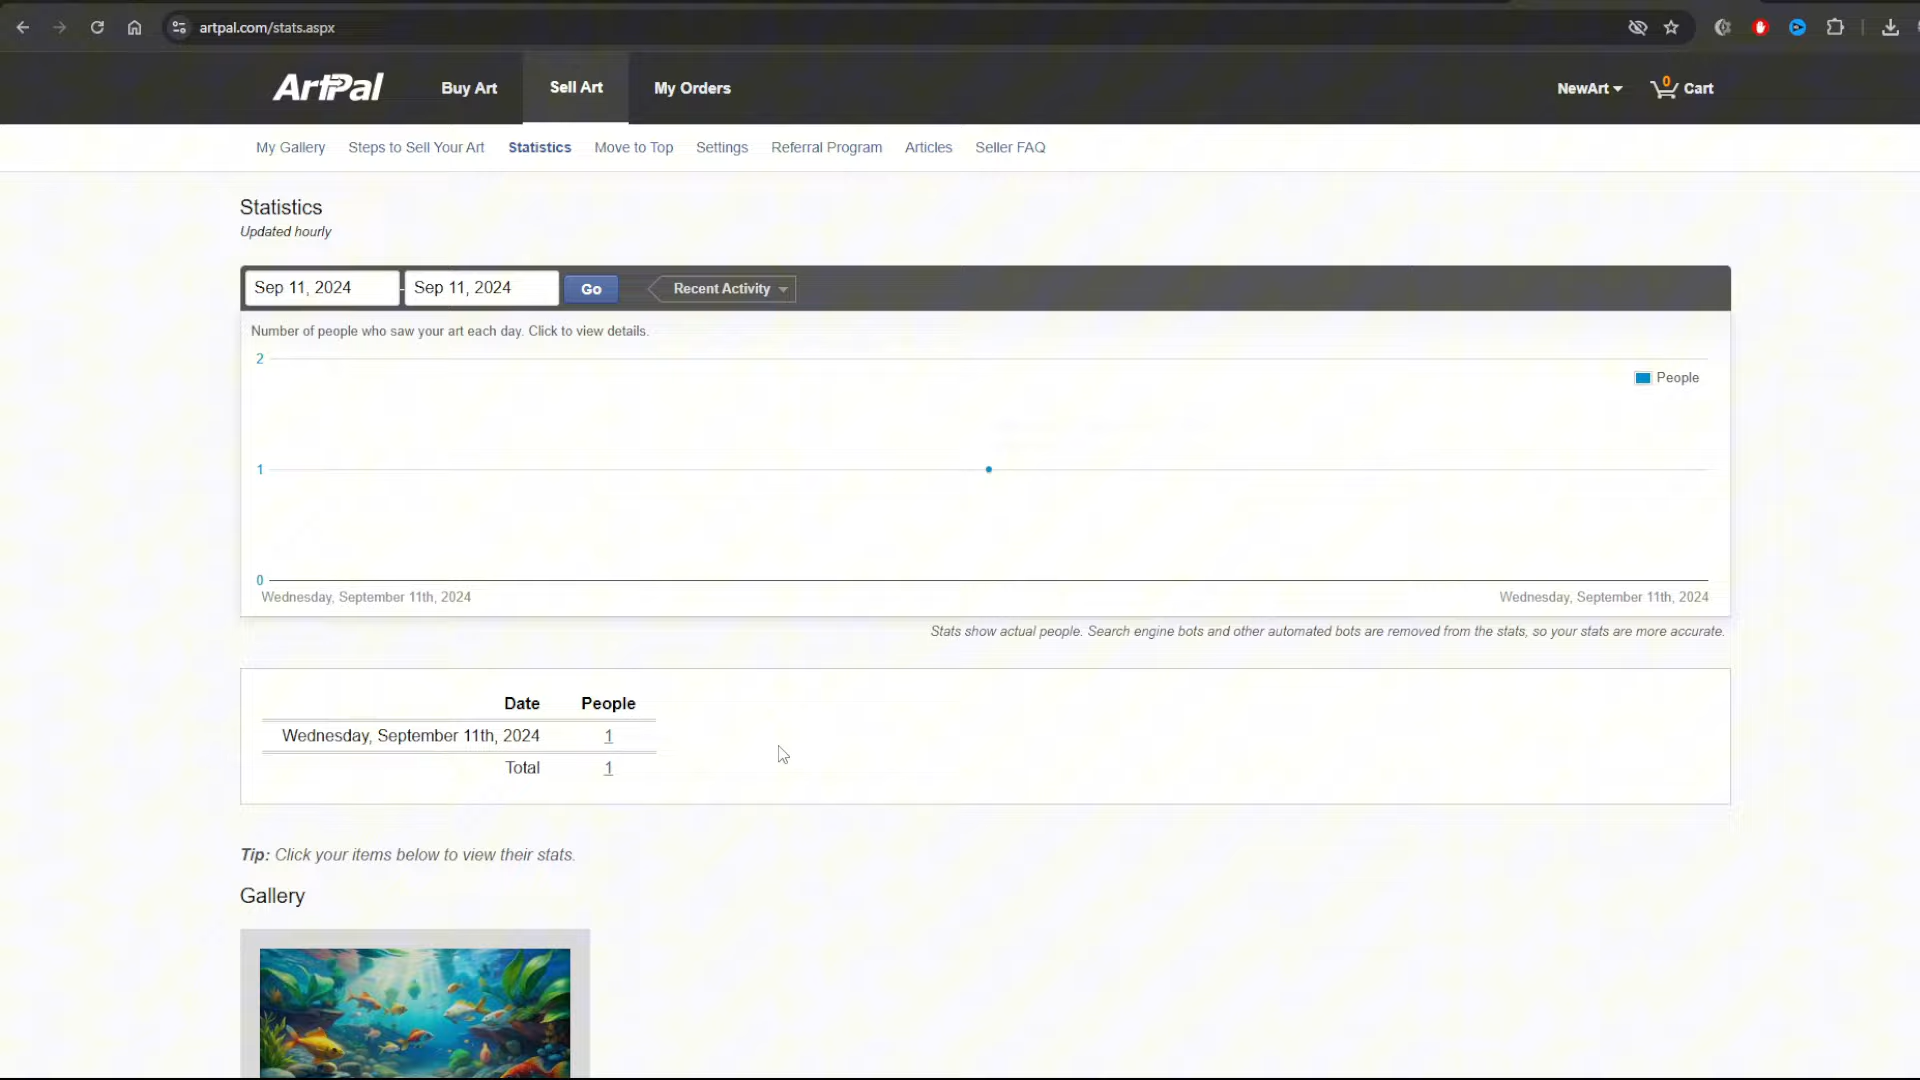 artpal.com/stats.aspx
ArtPal Buy Art Sell Art My Orders NewArt 0 Cart
My Gallery Steps to Sell Your Art Statistics Move to Top Settings Referral Program Articles Seller FAQ
Statistics
Updated hourly
Sep 11, 2024 - Sep 11, 2024 Go Recent Activity
Number of people who saw your art each day. Click to view details.
2
People
1
0
Wednesday, September 11th, 2024 Wednesday, September 11th, 2024
Stats show actual people. Search engine bots and other automated bots are removed from the stats, so your stats are more accurate.
Date People
Wednesday, September 11th, 2024 1
Total 1
Tip: Click your items below to view their stats.
Gallery